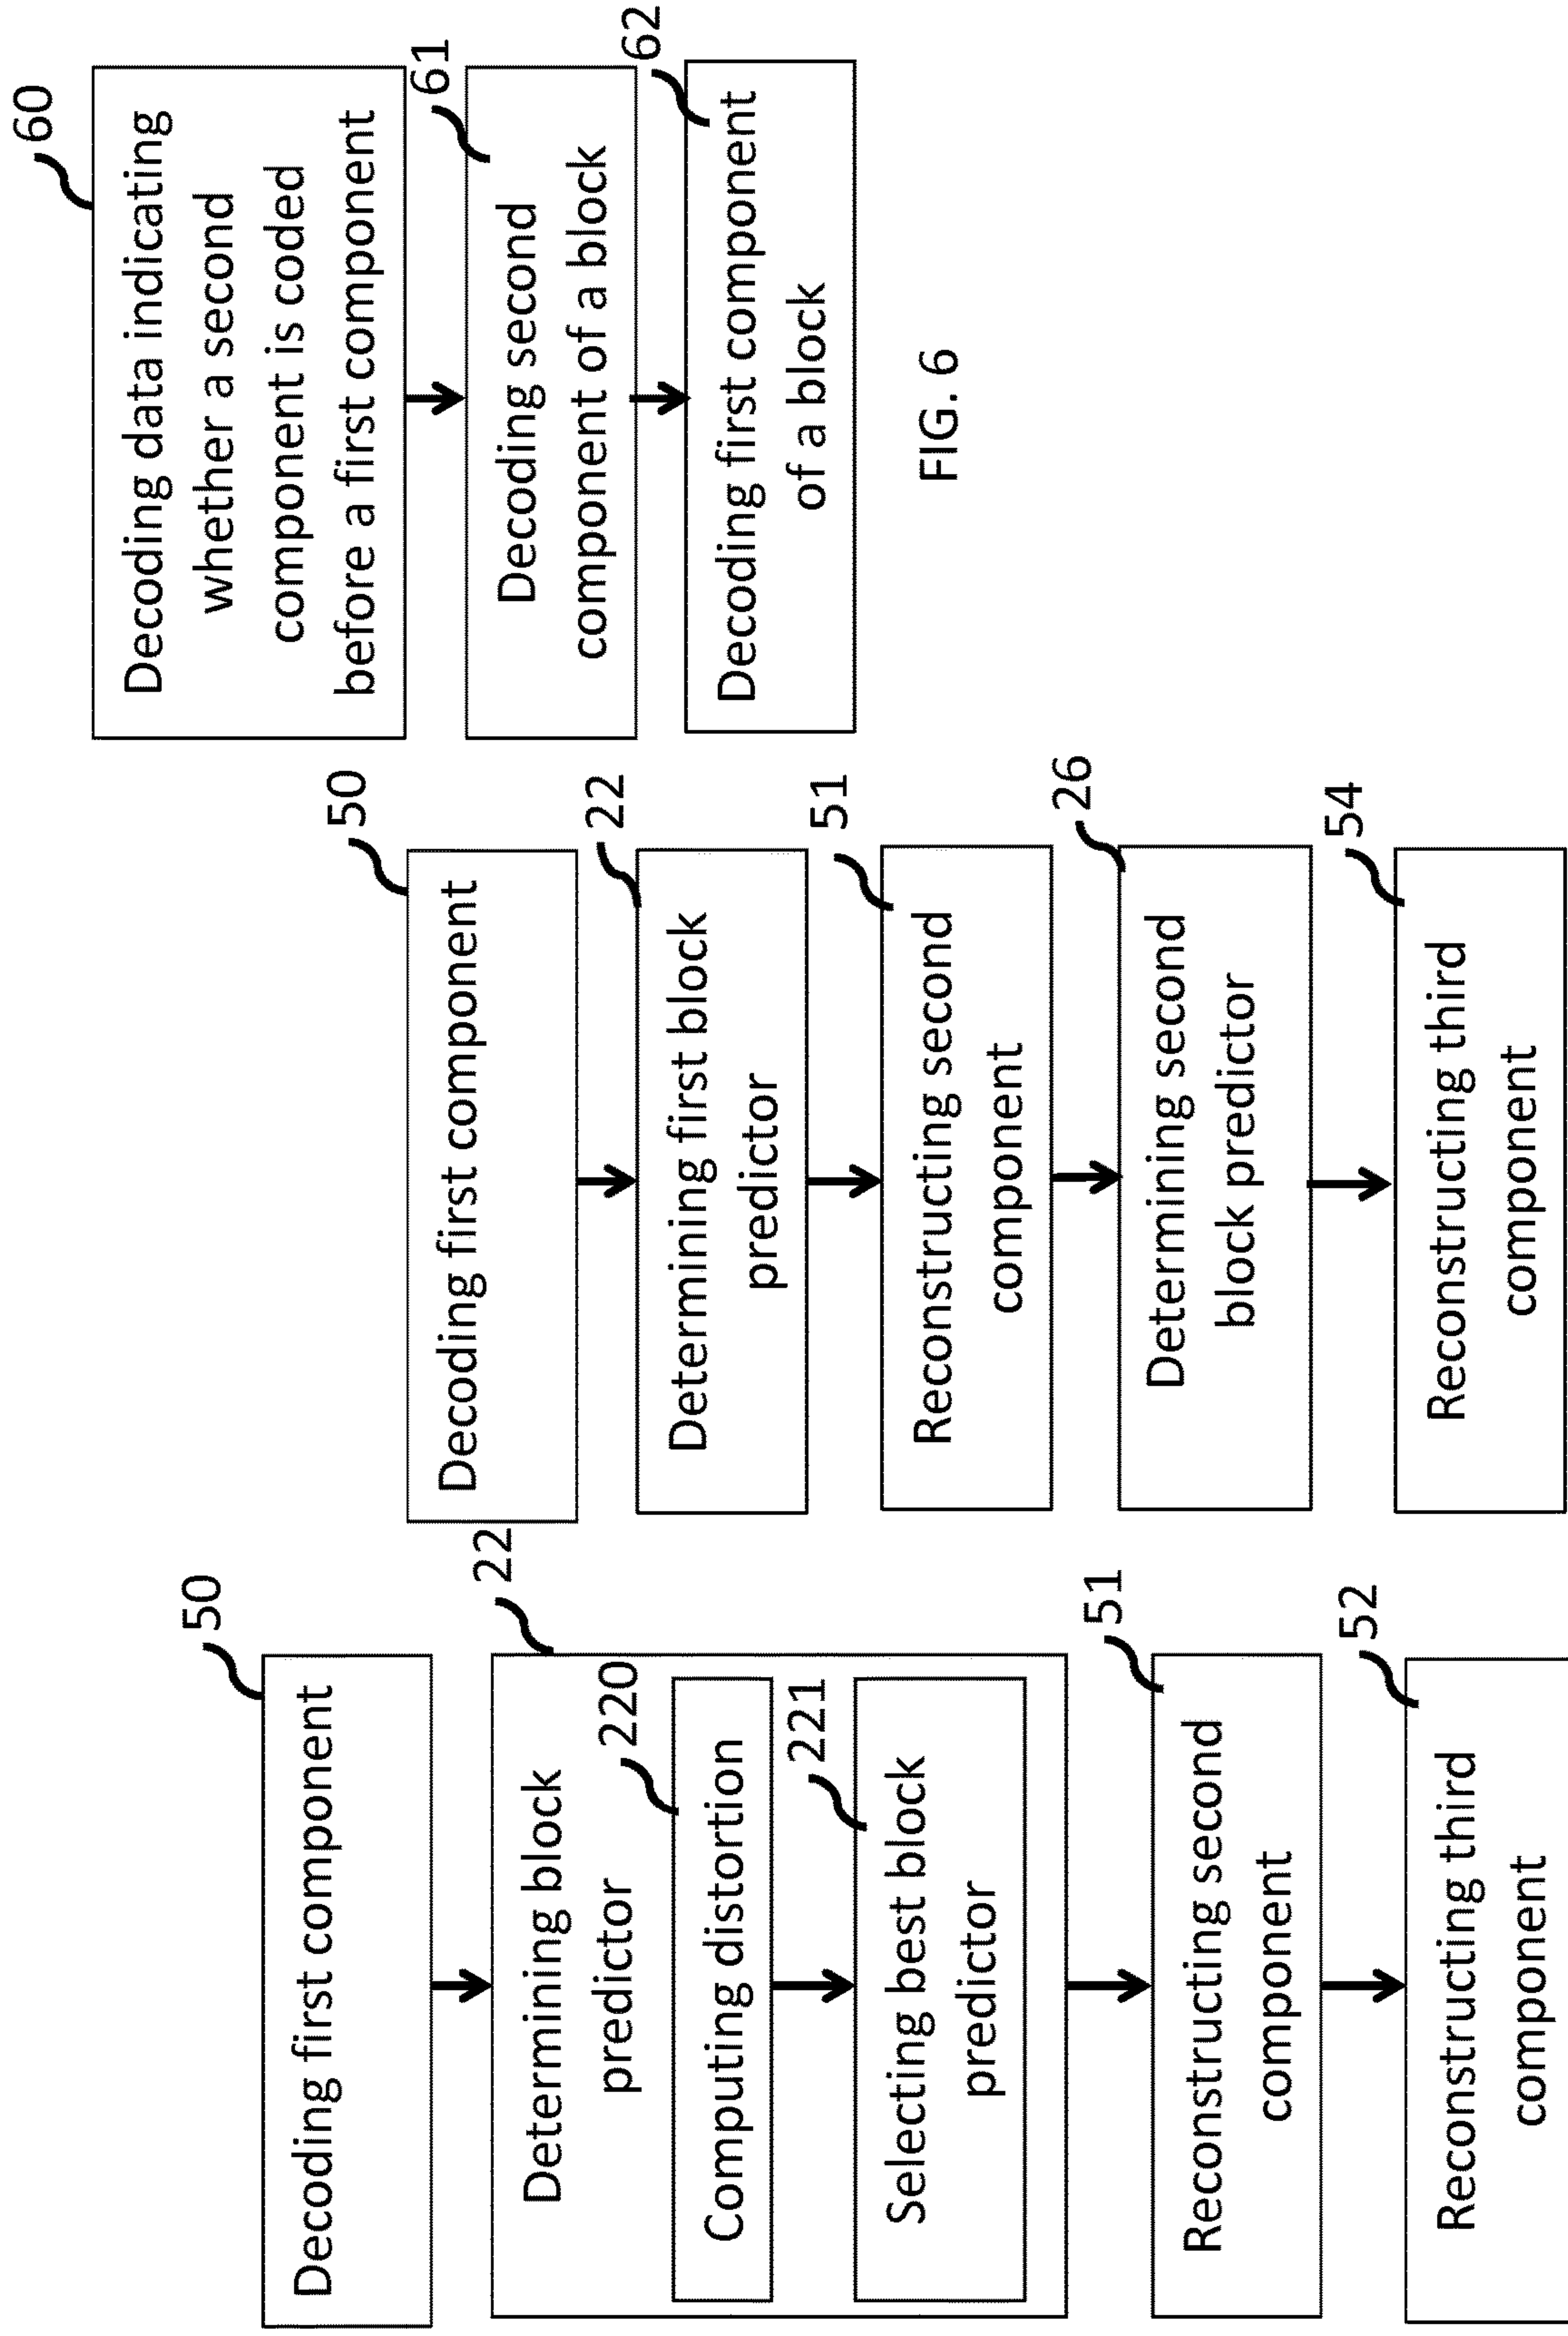 50
Decoding first component
22
Determining block
predictor
220
Computing distortion
221
Selecting best block
predictor
51
Reconstructing second
component
52
Reconstructing third
component
50
Decoding first component
22
Determining first block
predictor
51
Reconstructing second
component
26
Determining second
block predictor
54
Reconstructing third
component
60
Decoding data indicating
whether a second
component is coded
before a first component
61
Decoding second
component of a block
62
Decoding first component
of a block
FIG. 6